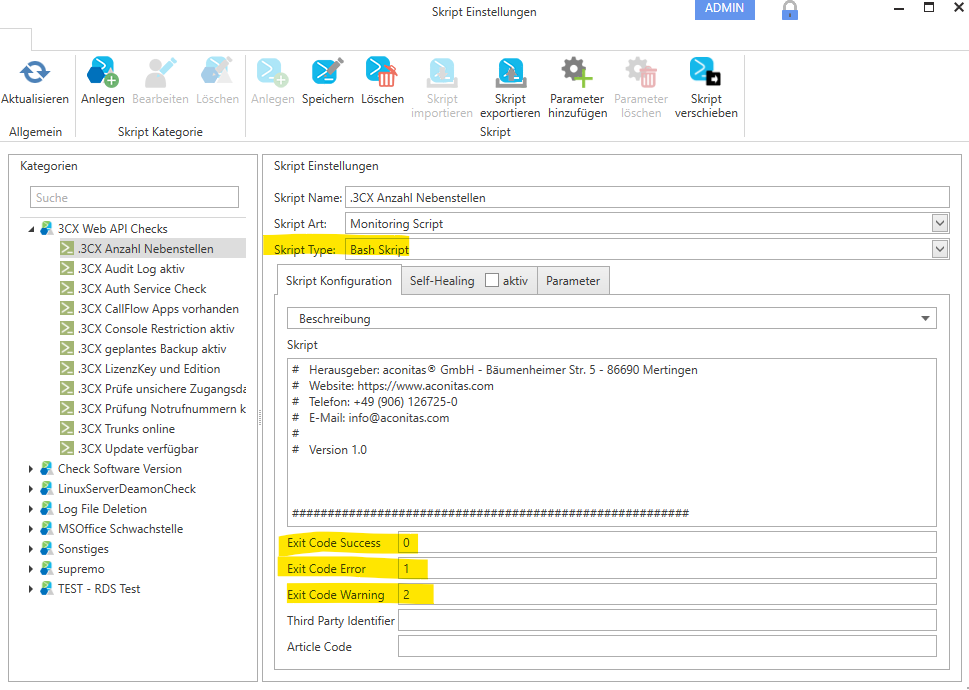 Skript Einstellungen
ADMIN
Aktualisieren
Anlegen
Bearbeiten
Löschen
Anlegen
Speichern
Löschen
Skript importieren
Skript exportieren
Parameter hinzufügen
Parameter löschen
Skript verschieben
Allgemein
Skript Kategorie
Skript
Kategorien
Suche
3CX Web API Checks
.3CX Anzahl Nebenstellen
.3CX Audit Log aktiv
.3CX Auth Service Check
.3CX CallFlow Apps vorhanden
.3CX Console Restriction aktiv
.3CX geplantes Backup aktiv
.3CX LizenzKey und Edition
.3CX Prüfe unsichere Zugangsda
.3CX Prüfung Notrufnummern k
.3CX Trunks online
.3CX Update verfügbar
Check Software Version
LinuxServerDeamonCheck
Log File Deletion
MSOffice Schwachstelle
Sonstiges
supremo
TEST - RDS Test
Skript Einstellungen
Skript Name: .3CX Anzahl Nebenstellen
Skript Art: Monitoring Script
Skript Type: Bash Skript
Skript Konfiguration
Self-Healing
aktiv
Parameter
Beschreibung
Skript
# Herausgeber: aconitas® GmbH - Bäumenheimer Str. 5 - 86690 Mertingen
# Website: https://www.aconitas.com
# Telefon: +49 (906) 126725-0
# E-Mail: info@aconitas.com
#
# Version 1.0
########################################################
Exit Code Success 0
Exit Code Error 1
Exit Code Warning 2
Third Party Identifier
Article Code